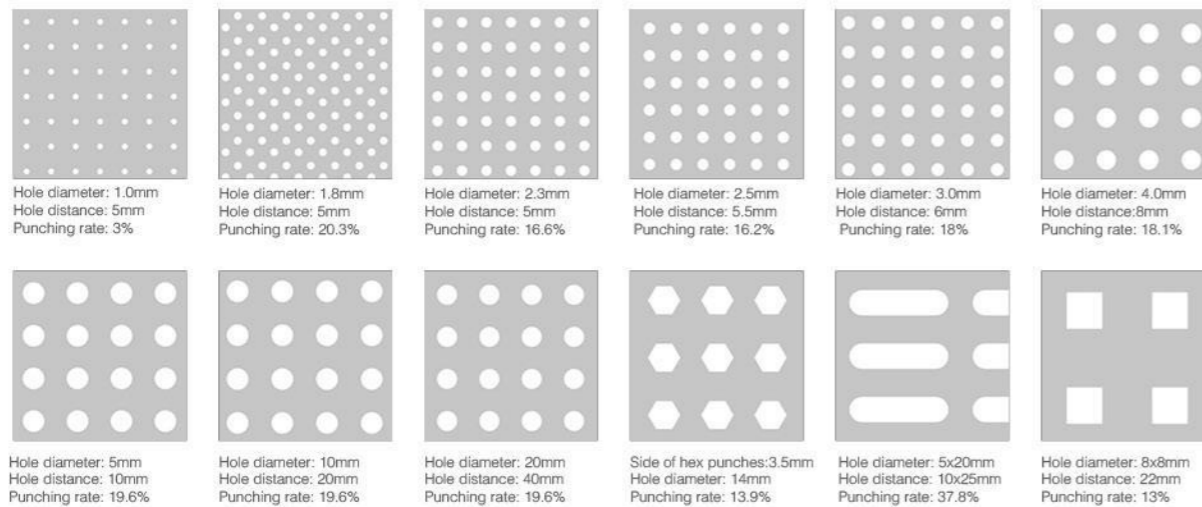 Hole diameter: 1.0mm
Hole distance: 5mm
Punching rate: 3%
Hole diameter: 1.8mm
Hole distance: 5mm
Punching rate: 20.3%
Hole diameter: 2.3mm
Hole distance: 5mm
Punching rate: 16.6%
Hole diameter: 2.5mm
Hole distance: 5.5mm
Punching rate: 16.2%
Hole diameter: 3.0mm
Hole distance: 6mm
Punching rate: 18%
Hole diameter: 4.0mm
Hole distance:8mm
Punching rate: 18.1%
Hole diameter: 5mm
Hole distance: 10mm
Punching rate: 19.6%
Hole diameter: 10mm
Hole distance: 20mm
Punching rate: 19.6%
Hole diameter: 20mm
Hole distance: 40mm
Punching rate: 19.6%
Side of hex punches:3.5mm
Hole diameter: 14mm
Punching rate: 13.9%
Hole diameter: 5x20mm
Hole distance: 10x25mm
Punching rate: 37.8%
Hole diameter: 8x8mm
Hole distance: 22mm
Punching rate: 13%